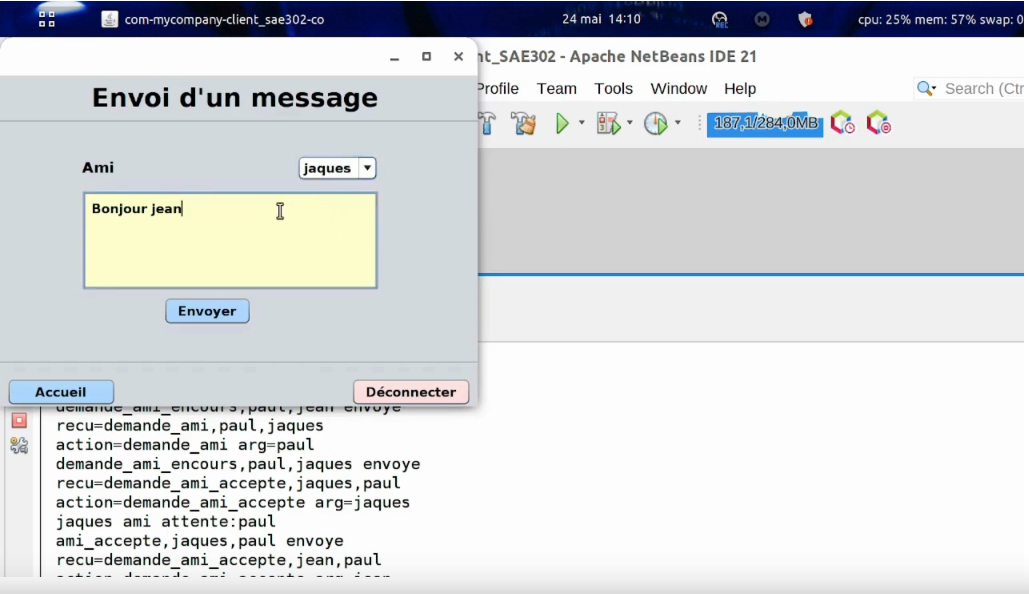 com-mycompany-client_sae302-co
24 mai 14:10
cpu: 25% mem: 57% swap: 0
nt_SAE302 - Apache NetBeans IDE 21
Profile Team Tools Window Help
Search (Ctr
187,1/284,0MB
Envoi d'un message
Ami
jaques
Bonjour jean
Envoyer
Accueil
Déconnecter
demande_ami_encours,paul,jean envoye
recu=demande_ami,paul,jaques
action=demande_ami arg=paul
demande_ami_encours,paul,jaques envoye
recu=demande_ami_accepte,jaques,paul
action=demande_ami_accepte arg=jaques
jaques ami attente:paul
ami_accepte,jaques,paul envoye
recu=demande_ami_accepte,jean,paul
action=demande_ami_accepte arg=jean